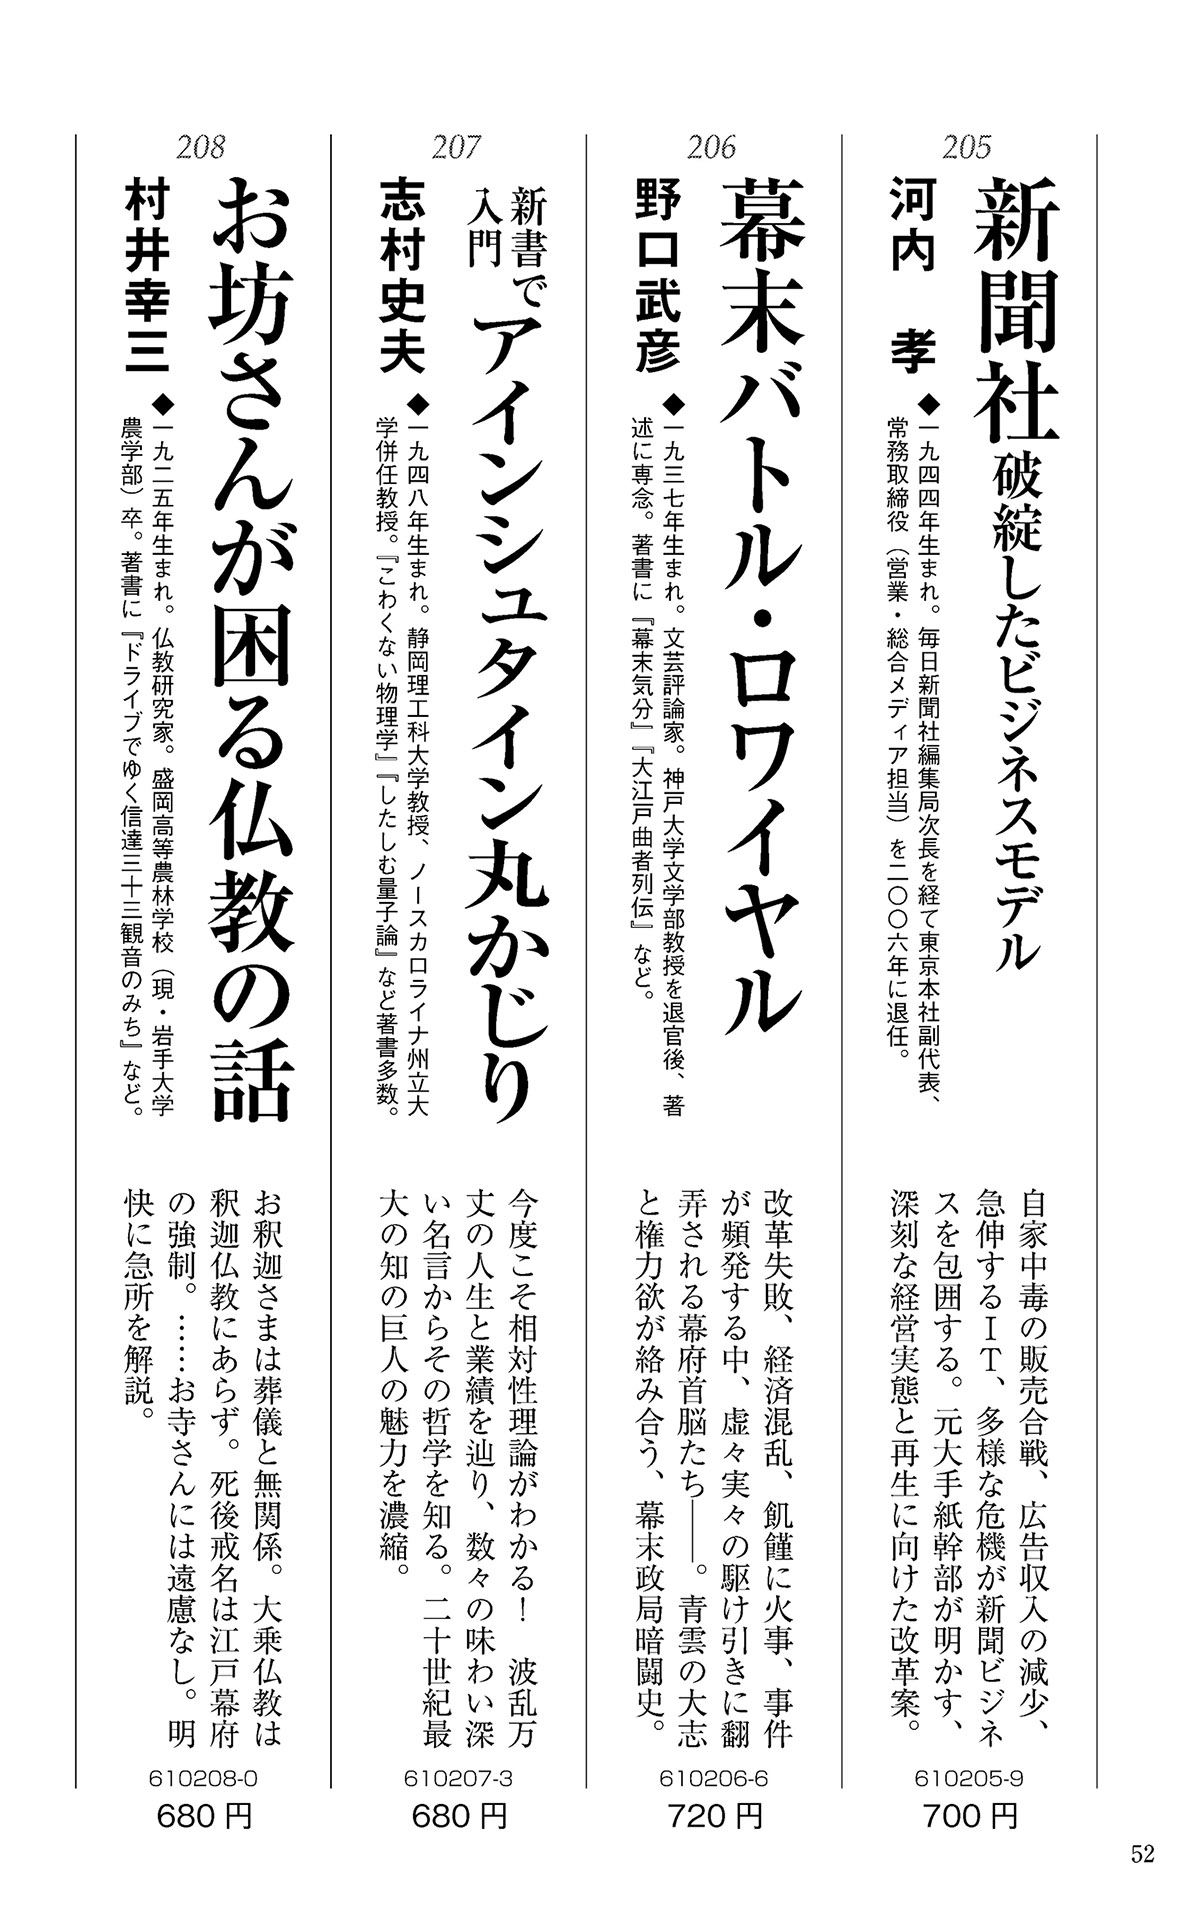 205
新聞社 破綻したビジネスモデル
河内　孝
◆一九四四年生まれ。毎日新聞社編集局次長を経て東京本社副代表、
常務取締役（営業・総合メディア担当）を二〇〇六年に退任。
自家中毒の販売合戦、広告収入の減少、
急伸するＩＴ、多様な危機が新聞ビジネ
スを包囲する。元大手紙幹部が明かす、
深刻な経営実態と再生に向けた改革案。
610205-9
700円
206
幕末バトル・ロワイヤル
野口武彦
◆一九三七年生まれ。文芸評論家。神戸大学文学部教授を退官後、著
述に専念。著書に『幕末気分』『大江戸曲者列伝』など。
改革失敗、経済混乱、飢饉に火事、事件
が頻発する中、虚々実々の駆け引きに翻
弄される幕府首脳たち――。青雲の大志
と権力欲が絡み合う、幕末政局暗闘史。
610206-6
720円
207
新書で
入門
アインシュタイン丸かじり
志村史夫
◆一九四八年生まれ。静岡理工科大学教授、ノースカロライナ州立大
学併任教授。『こわくない物理学』『したしむ量子論』など著書多数。
今度こそ相対性理論がわかる！　波乱万
丈の人生と業績を辿り、数々の味わい深
い名言からその哲学を知る。二十世紀最
大の知の巨人の魅力を濃縮。
610207-3
680円
208
お坊さんが困る仏教の話
村井幸三
◆一九二五年生まれ。仏教研究家。盛岡高等農林学校（現・岩手大学
農学部）卒。著書に『ドライブでゆく信達三十三観音のみち』など。
お釈迦さまは葬儀と無関係。大乗仏教は
釈迦仏教にあらず。死後戒名は江戸幕府
の強制。……お寺さんには遠慮なし。明
快に急所を解説。
610208-0
680円
52